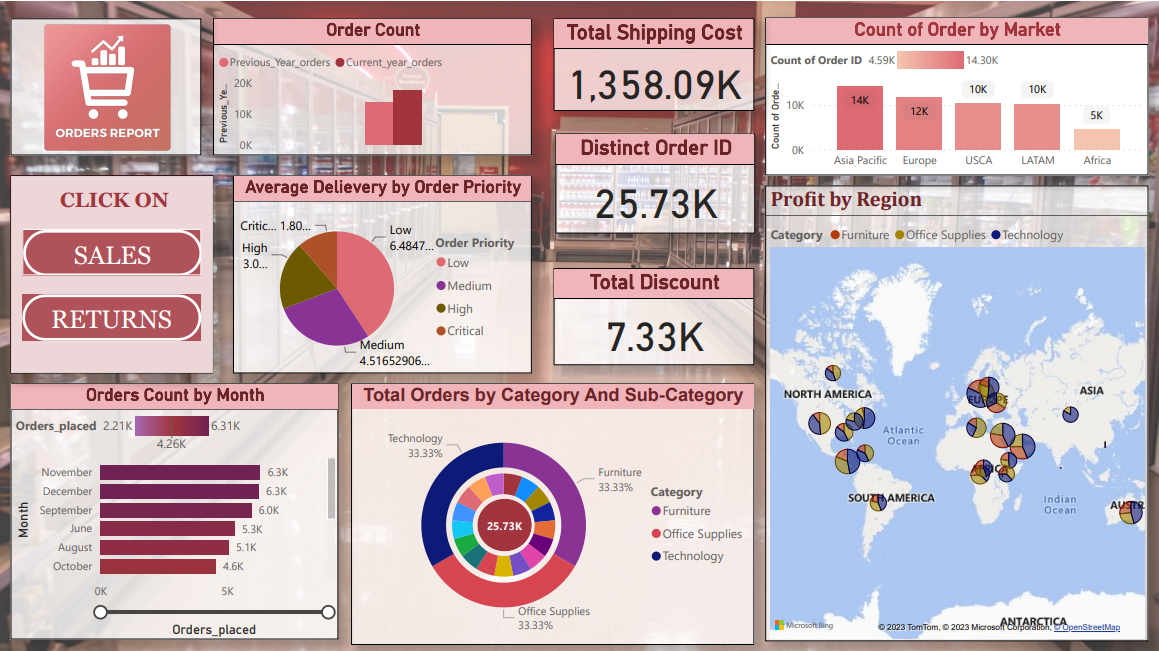 ORDERS REPORT
Order Count
Previous_Year_orders Current_year_orders
Previous_Ye...
20K
10K
0K
Total Shipping Cost
1,358.09K
Distinct Order ID
25.73K
Total Discount
7.33K
Count of Order by Market
Count of Order ID 4.59K 14.30K
Count of Orde...
10K
0K
14K
12K
10K
10K
5K
Asia Pacific
Europe
USCA
LATAM
Africa
CLICK ON
SALES
RETURNS
Average Delievery by Order Priority
Critic... 1.80...
High
3.0...
Low
6.4847...
Medium
4.51652906...
Order Priority
Low
Medium
High
Critical
Profit by Region
Category Furniture Office Supplies Technology
NORTH AMERICA
ASIA
Atlantic
Ocean
SOUTH AMERICA
Indian
Ocean
ANTARCTICA
Microsoft Bing
© 2023 TomTom, © 2023 Microsoft Corporation, © OpenStreetMap
Orders Count by Month
Orders_placed 2.21K 6.31K
4.26K
Month
November 6.3K
December 6.3K
September 6.0K
June 5.3K
August 5.1K
October 4.6K
0K 5K
Orders_placed
Total Orders by Category And Sub-Category
Technology
33.33%
Furniture
33.33%
25.73K
Office Supplies
33.33%
Category
Furniture
Office Supplies
Technology